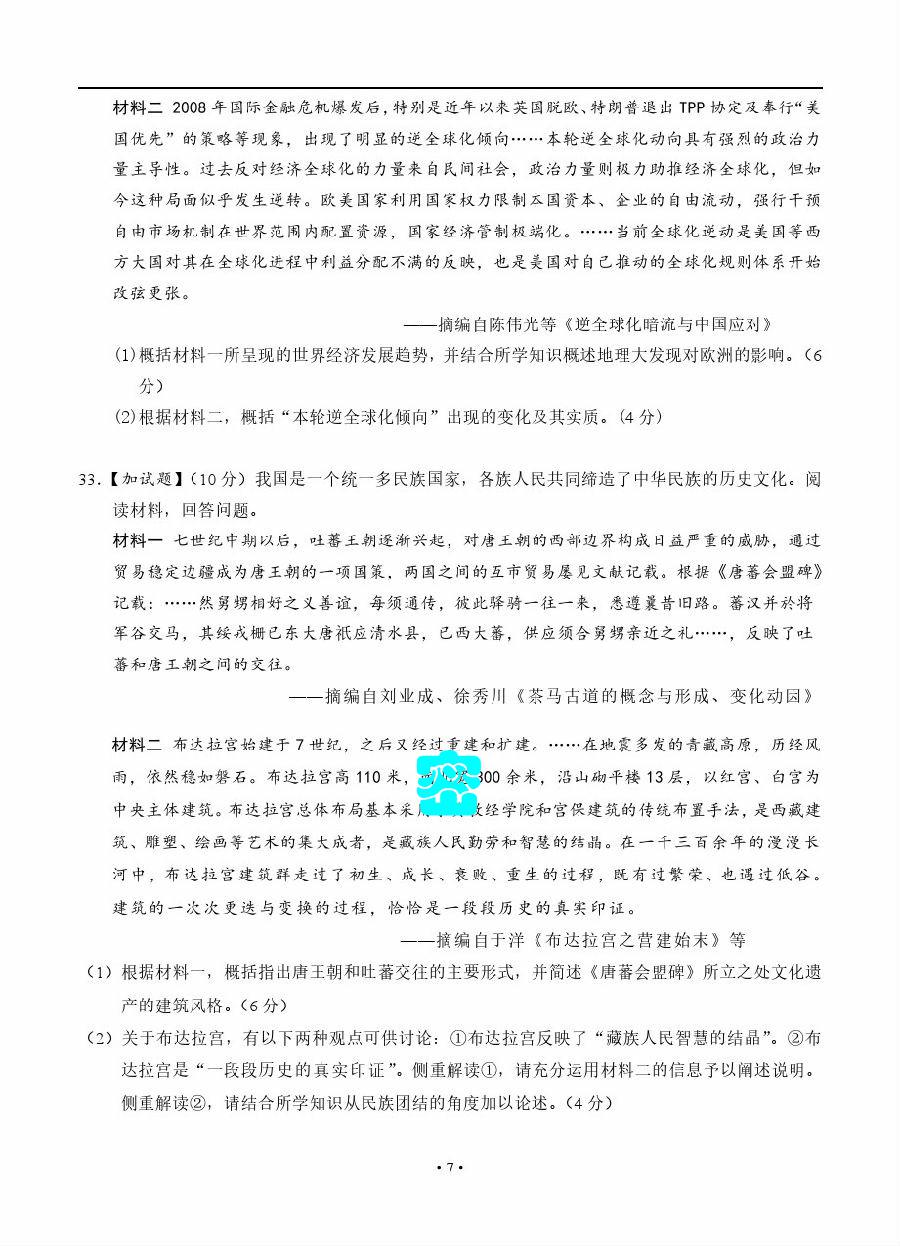 材料二 2008 年国际金融危机爆发后，特别是近年以来英国脱欧、特朗普退出 TPP 协定及奉行“美
国优先”的策略等现象，出现了明显的逆全球化倾向……本轮逆全球化动向具有强烈的政治力
量主导性。过去反对经济全球化的力量来自民间社会，政治力量则极力助推经济全球化，但如
今这种局面似乎发生逆转。欧美国家利用国家权力限制本国资本、企业的自由流动，强行干预
自由市场机制在世界范围内配置资源，国家经济管制极端化。……当前全球化逆动是美国等西
方大国对其在全球化进程中利益分配不满的反映，也是美国对自己推动的全球化规则体系开始
改弦更张。
——摘编自陈伟光等《逆全球化暗流与中国应对》
(1)概括材料一所呈现的世界经济发展趋势，并结合所学知识概述地理大发现对欧洲的影响。（6
分）
(2)根据材料二，概括“本轮逆全球化倾向”出现的变化及其实质。(4 分)
33.【加试题】（10 分）我国是一个统一多民族国家，各族人民共同缔造了中华民族的历史文化。阅
读材料，回答问题。
材料一 七世纪中期以后，吐蕃王朝逐渐兴起，对唐王朝的西部边界构成日益严重的威胁，通过
贸易稳定边疆成为唐王朝的一项国策，两国之间的互市贸易屡见文献记载。根据《唐蕃会盟碑》
记载：……然舅甥相好之义善谊，每须通传，彼此驿骑一往一来，悉遵曩昔旧路。蕃汉并於将
军谷交马，其绥戎栅已东大唐祇应清水县，已西大蕃，供应须合舅甥亲近之礼……，反映了吐
蕃和唐王朝之间的交往。
——摘编自刘业成、徐秀川《茶马古道的概念与形成、变化动因》
材料二 布达拉宫始建于 7 世纪，之后又经过重建和扩建。……在地震多发的青藏高原，历经风
雨，依然稳如磐石。布达拉宫高 110 米，300 余米，沿山砌平楼 13 层，以红宫、白宫为
中央主体建筑。布达拉宫总体布局基本采用教经学院和宫堡建筑的传统布置手法，是西藏建
筑、雕塑、绘画等艺术的集大成者，是藏族人民勤劳和智慧的结晶。在一千三百余年的漫漫长
河中，布达拉宫建筑群走过了初生、成长、衰败、重生的过程，既有过繁荣、也遇过低谷。
建筑的一次次更迭与变换的过程，恰恰是一段段历史的真实印证。
——摘编自于洋《布达拉宫之营建始末》等
（1）根据材料一，概括指出唐王朝和吐蕃交往的主要形式，并简述《唐蕃会盟碑》所立之处文化遗
产的建筑风格。（6 分）
（2）关于布达拉宫，有以下两种观点可供讨论：①布达拉宫反映了“藏族人民智慧的结晶”。②布
达拉宫是“一段段历史的真实印证”。侧重解读①，请充分运用材料二的信息予以阐述说明。
侧重解读②，请结合所学知识从民族团结的角度加以论述。（4 分）
• 7 •